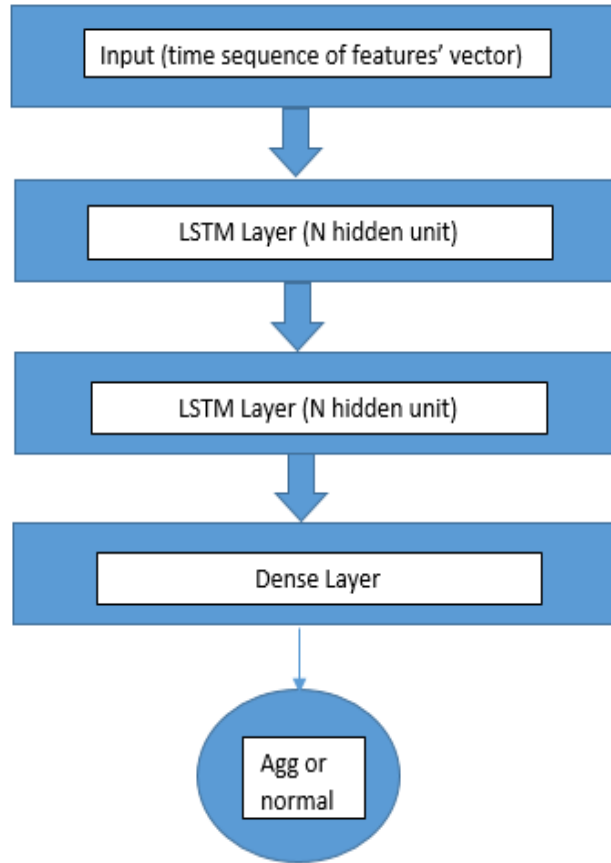 Input (time sequence of features’ vector)
LSTM Layer (N hidden unit)
LSTM Layer (N hidden unit)
Dense Layer
Agg or
normal